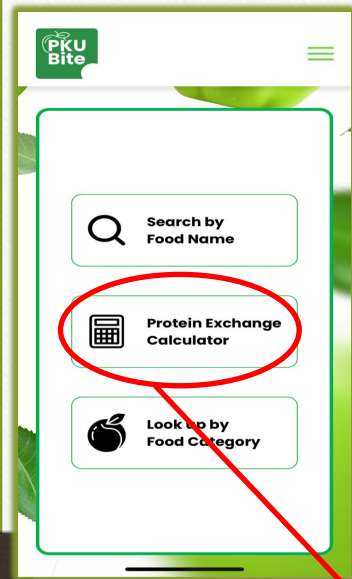 PKU
Bite
Search by
Food Name
Protein Exchange
Calculator
Look up by
Food Category